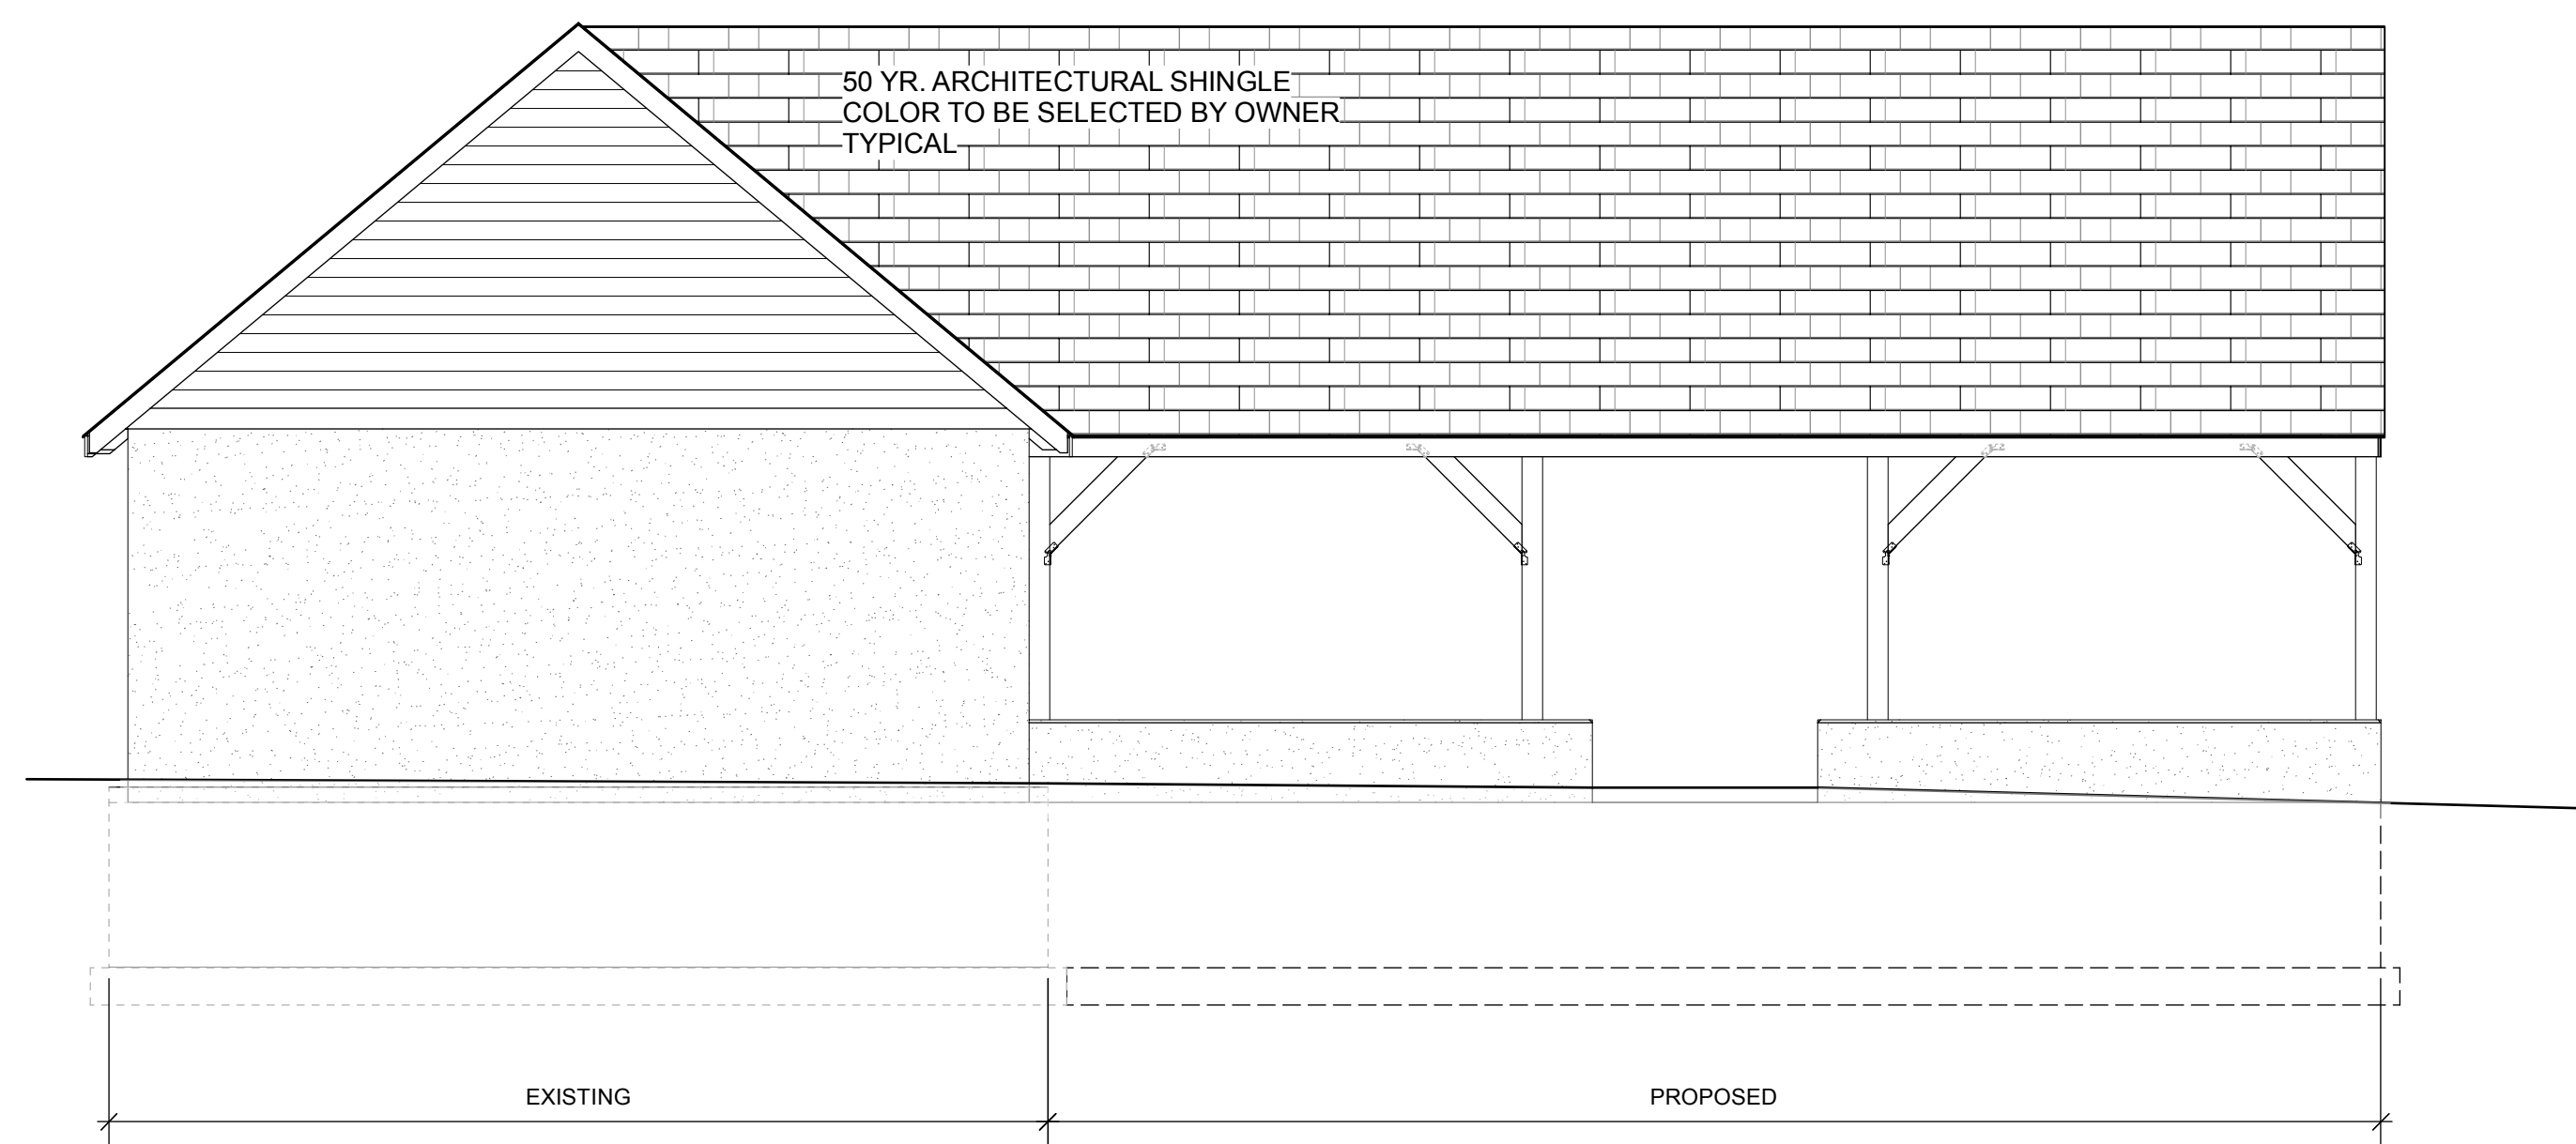 50 YR. ARCHITECTURAL SHINGLE
COLOR TO BE SELECTED BY OWNER
TYPICAL
EXISTING
PROPOSED